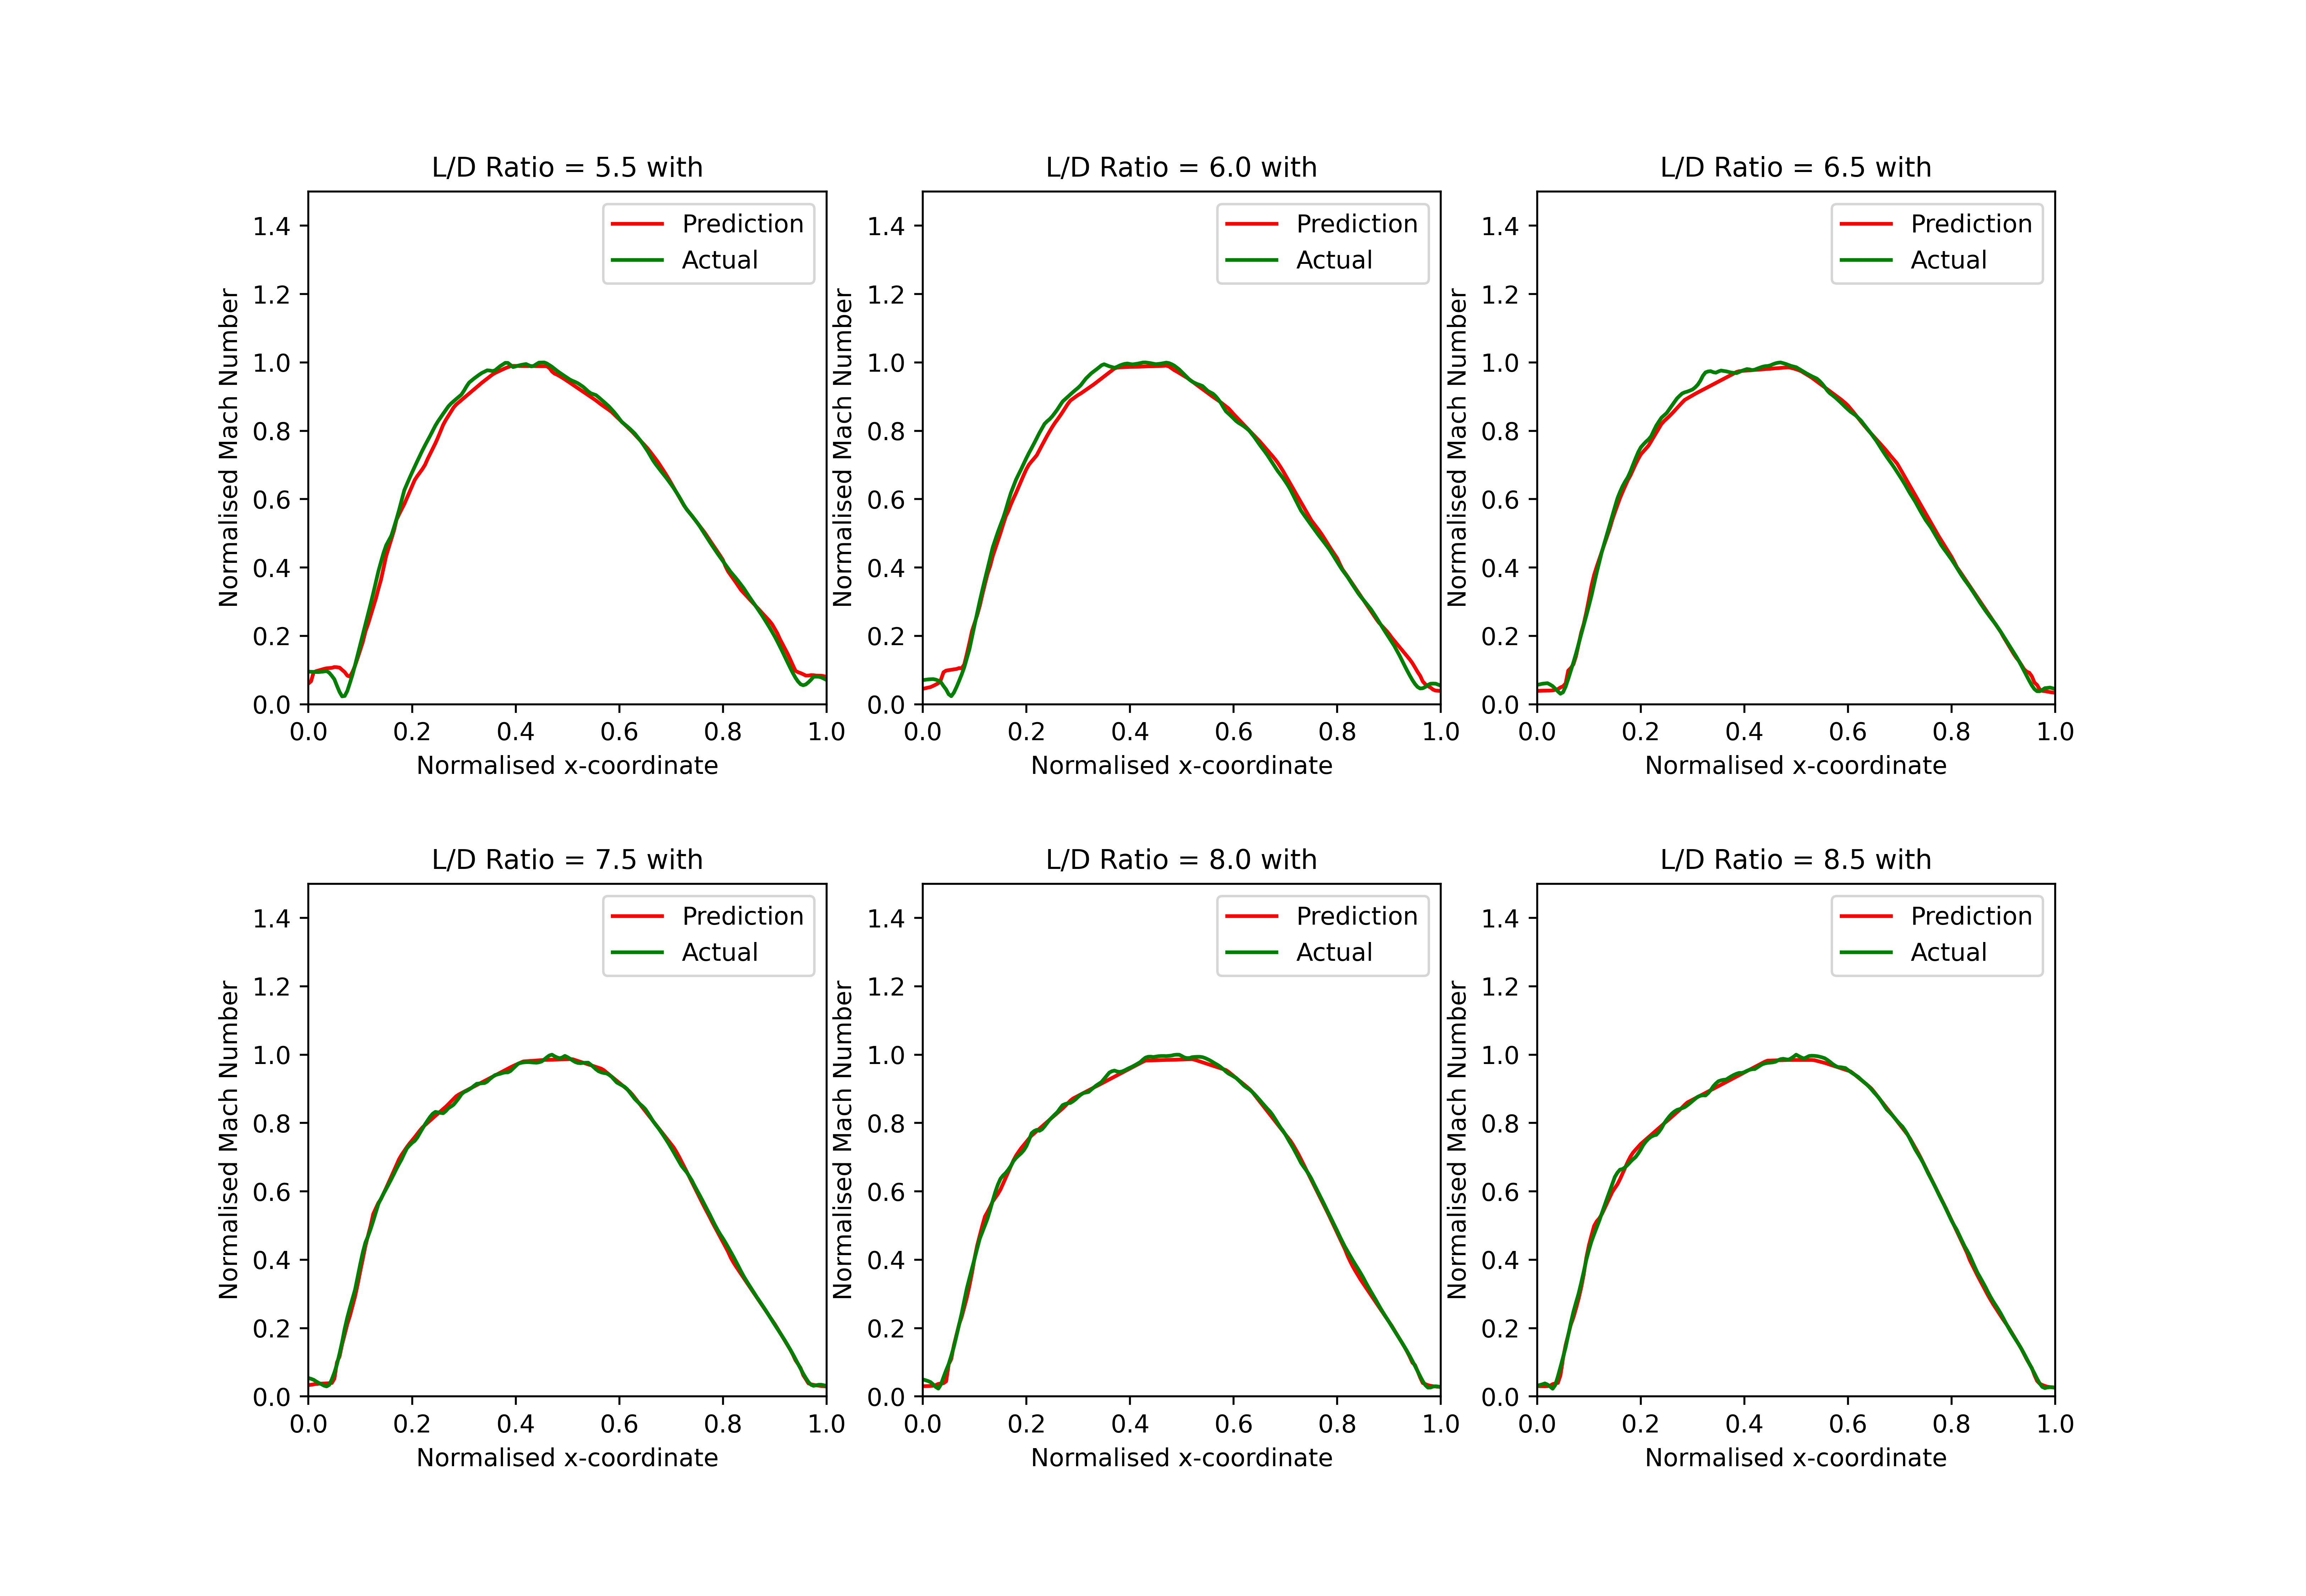 L/D Ratio = 5.5 with
Normalised Mach Number
1.4
1.2
1.0
0.8
0.6
0.4
0.2
0.0
Prediction
Actual
0.0 0.2 0.4 0.6 0.8 1.0
Normalised x-coordinate
L/D Ratio = 6.0 with
Normalised Mach Number
1.4
1.2
1.0
0.8
0.6
0.4
0.2
0.0
Prediction
Actual
0.0 0.2 0.4 0.6 0.8 1.0
Normalised x-coordinate
L/D Ratio = 6.5 with
Normalised Mach Number
1.4
1.2
1.0
0.8
0.6
0.4
0.2
0.0
Prediction
Actual
0.0 0.2 0.4 0.6 0.8 1.0
Normalised x-coordinate
L/D Ratio = 7.5 with
Normalised Mach Number
1.4
1.2
1.0
0.8
0.6
0.4
0.2
0.0
Prediction
Actual
0.0 0.2 0.4 0.6 0.8 1.0
Normalised x-coordinate
L/D Ratio = 8.0 with
Normalised Mach Number
1.4
1.2
1.0
0.8
0.6
0.4
0.2
0.0
Prediction
Actual
0.0 0.2 0.4 0.6 0.8 1.0
Normalised x-coordinate
L/D Ratio = 8.5 with
Normalised Mach Number
1.4
1.2
1.0
0.8
0.6
0.4
0.2
0.0
Prediction
Actual
0.0 0.2 0.4 0.6 0.8 1.0
Normalised x-coordinate